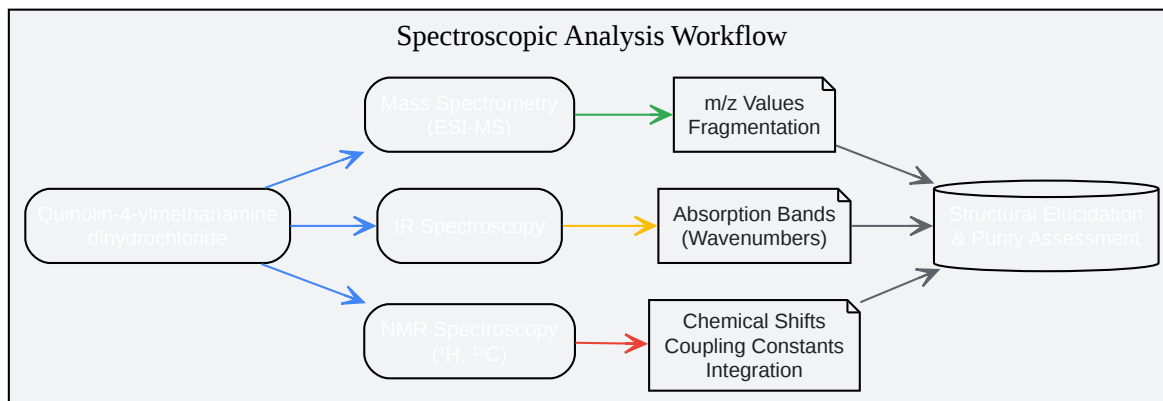 Spectroscopic Analysis Workflow
Mass Spectrometry
(ESI-MS)
m/z Values
Fragmentation
Quinolin-4-ylmethanamine
dihydrochloride
IR Spectroscopy
Absorption Bands
(Wavenumbers)
Structural Elucidation
& Purity Assessment
NMR Spectroscopy
(¹H, ¹³C)
Chemical Shifts
Coupling Constants
Integration